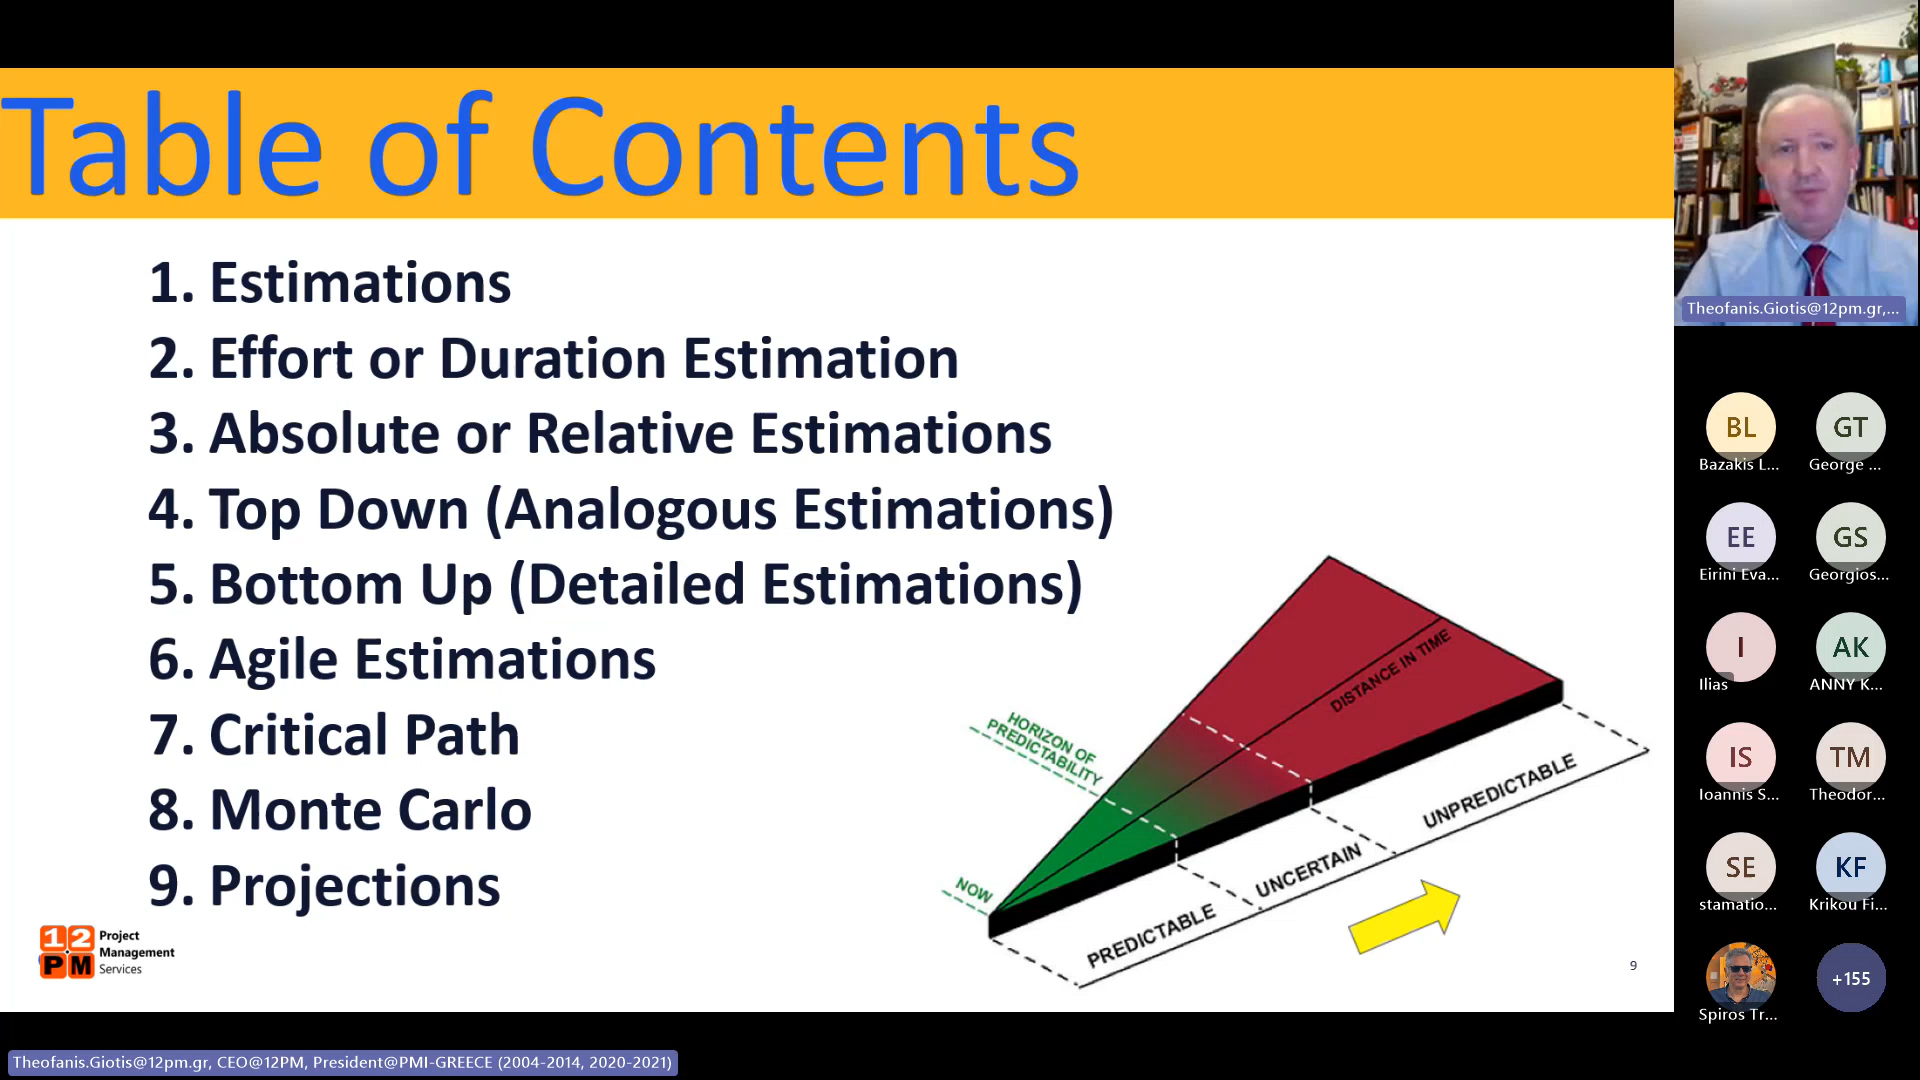 Table of Contents
1. Estimations
2. Effort or Duration Estimation
3. Absolute or Relative Estimations
4. Top Down (Analogous Estimations)
5. Bottom Up (Detailed Estimations)
6. Agile Estimations
7. Critical Path
8. Monte Carlo
9. Projections
DISTANCE IN TIME
HORIZON OF
PREDICTABILITY
NOW
PREDICTABLE
UNCERTAIN
UNPREDICTABLE
12
PM
Project
Management
Services
9
Theofanis.Giotis@12pm.gr,...
BL
Bazakis L...
GT
George ...
EE
Eirini Eva...
GS
Georgios...
I
Ilias
AK
ANNY K...
IS
Ioannis S...
TM
Theodor...
SE
stamatio...
KF
Krikou Fi...
Spiros Tr...
+155
Theofanis.Giotis@12pm.gr, CEO@12PM, President@PMI-GREECE (2004-2014, 2020-2021)